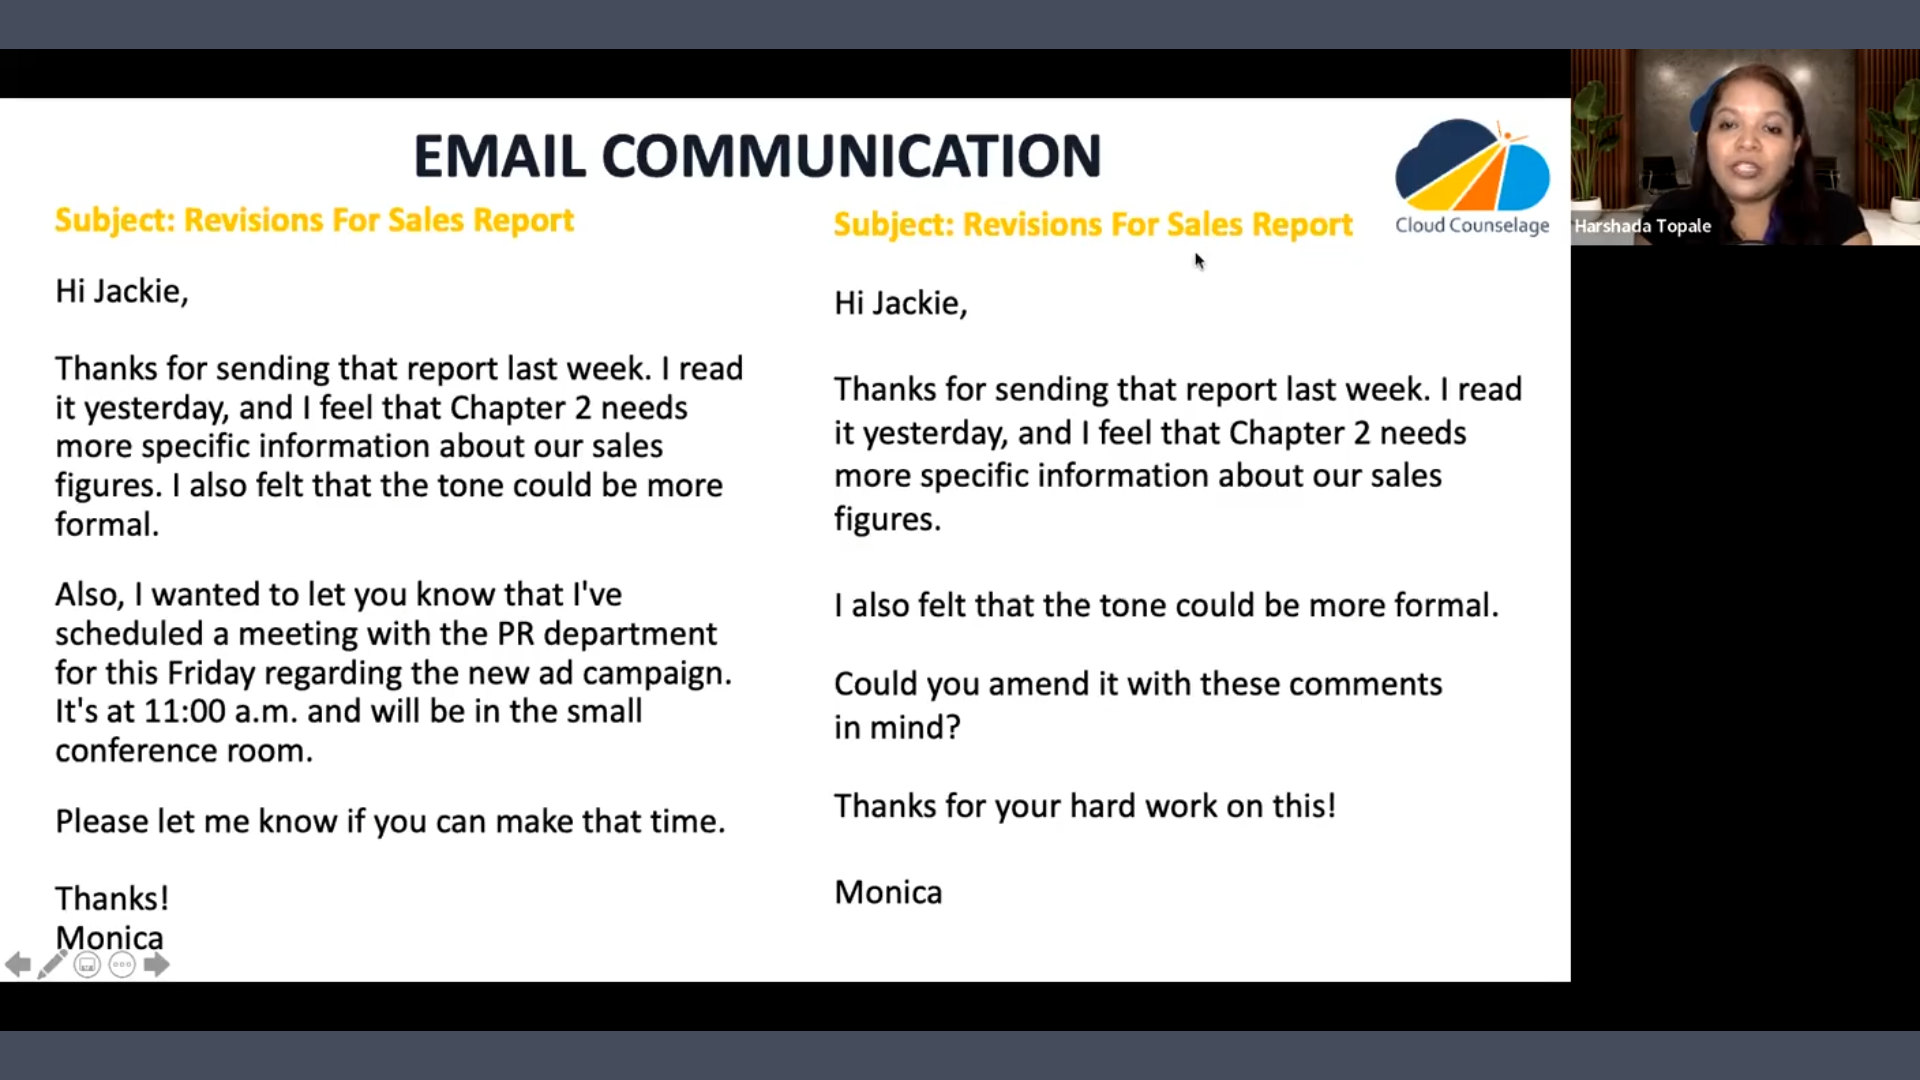 EMAIL COMMUNICATION
Subject: Revisions For Sales Report
Hi Jackie,
Thanks for sending that report last week. I read
it yesterday, and I feel that Chapter 2 needs
more specific information about our sales
figures. I also felt that the tone could be more
formal.
Also, I wanted to let you know that I've
scheduled a meeting with the PR department
for this Friday regarding the new ad campaign.
It's at 11:00 a.m. and will be in the small
conference room.
Please let me know if you can make that time.
Thanks!
Monica
Subject: Revisions For Sales Report
Hi Jackie,
Thanks for sending that report last week. I read
it yesterday, and I feel that Chapter 2 needs
more specific information about our sales
figures.
I also felt that the tone could be more formal.
Could you amend it with these comments
in mind?
Thanks for your hard work on this!
Monica
Cloud Counselage
Harshada Topale